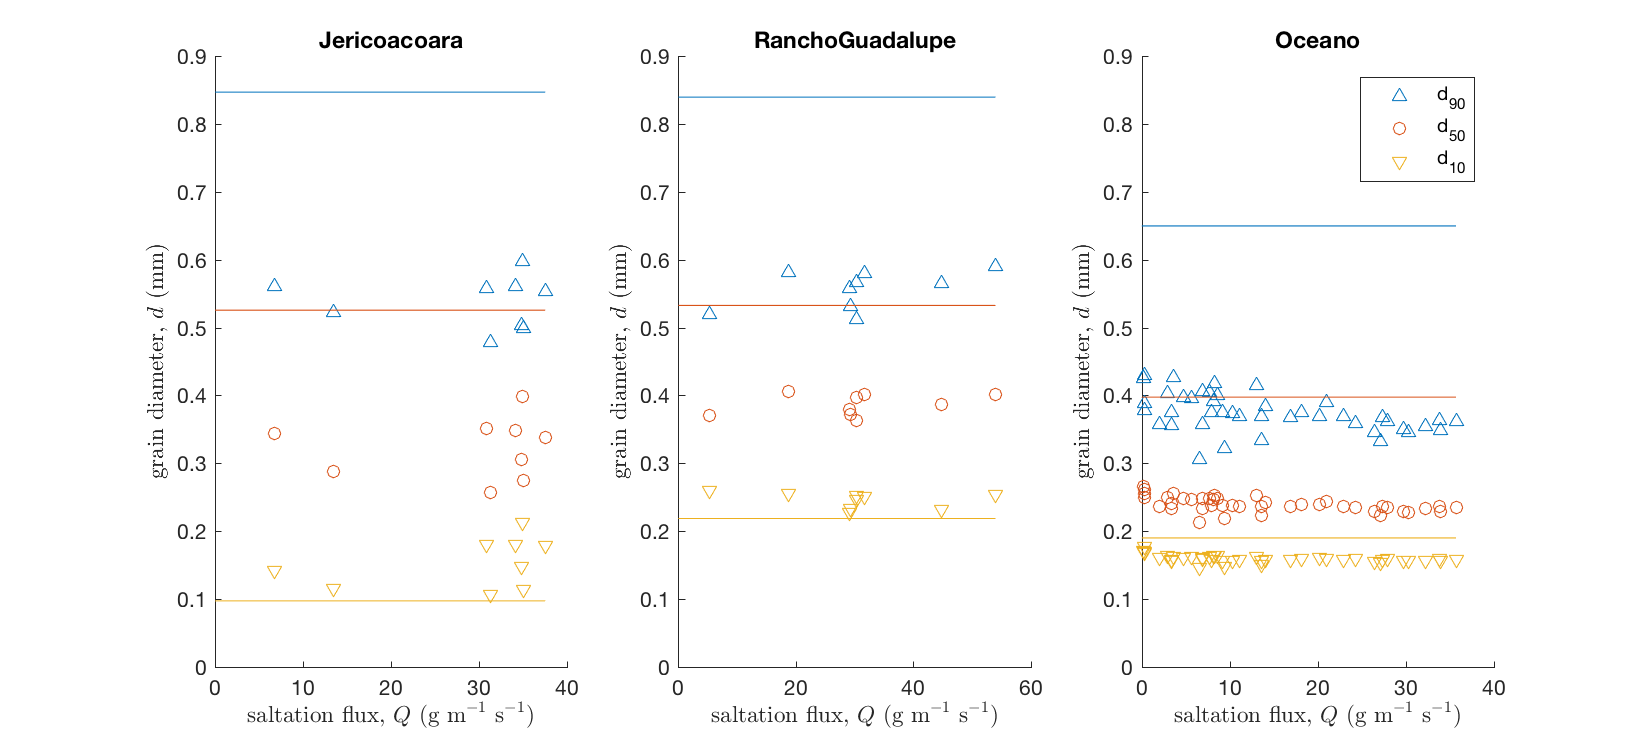 Jericoacoara
0.9
0.8
0.7
0.6
0.5
0.4
0.3
0.2
0.1
0
0 10 20 30 40
grain diameter, d (mm)
saltation flux, Q (g m⁻¹ s⁻¹)
RanchoGuadalupe
0.9
0.8
0.7
0.6
0.5
0.4
0.3
0.2
0.1
0
0 20 40 60
grain diameter, d (mm)
saltation flux, Q (g m⁻¹ s⁻¹)
Oceano
0.9
0.8
0.7
0.6
0.5
0.4
0.3
0.2
0.1
0
0 10 20 30 40
grain diameter, d (mm)
saltation flux, Q (g m⁻¹ s⁻¹)
d₉₀
d₅₀
d₁₀